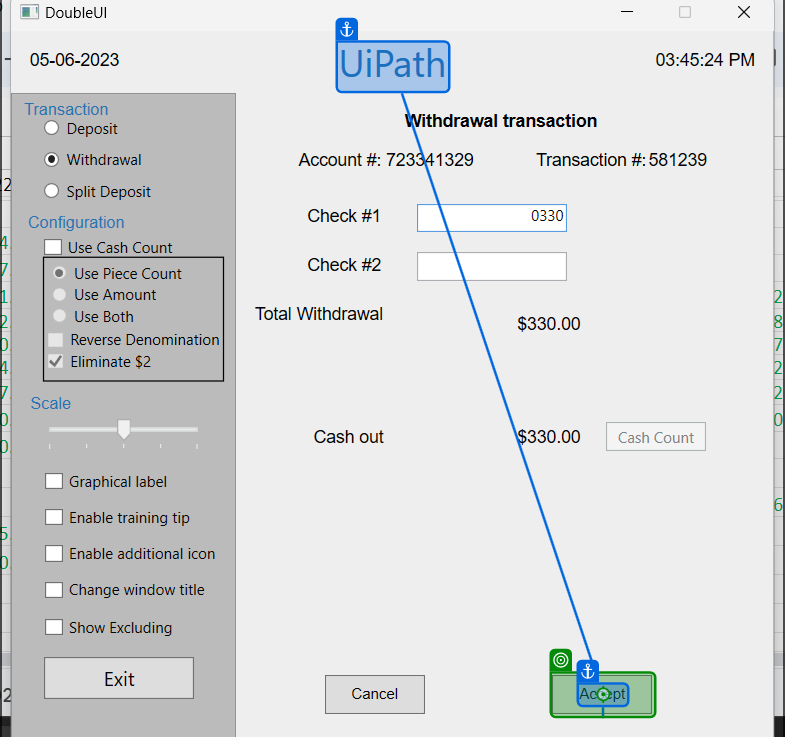 DoubleUI
05-06-2023
UiPath
03:45:24 PM
Transaction
Deposit
Withdrawal
Split Deposit
Configuration
Use Cash Count
Use Piece Count
Use Amount
Use Both
Reverse Denomination
Eliminate $2
Scale
Graphical label
Enable training tip
Enable additional icon
Change window title
Show Excluding
Exit
Withdrawal transaction
Account #: 723341329 Transaction #: 581239
Check #1 0330
Check #2
Total Withdrawal $330.00
Cash out $330.00 Cash Count
Cancel Accept